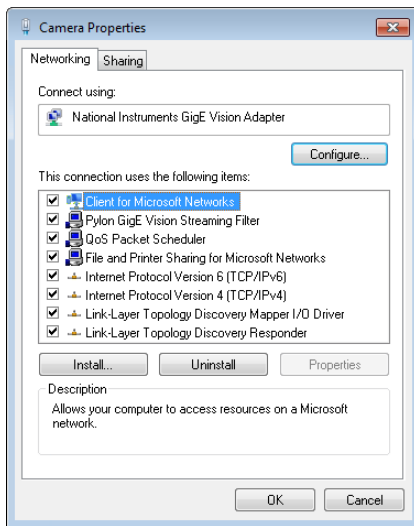 Camera Properties
Networking
Sharing
Connect using:
National Instruments GigE Vision Adapter
Configure...
This connection uses the following items:
Client for Microsoft Networks
Pylon GigE Vision Streaming Filter
QoS Packet Scheduler
File and Printer Sharing for Microsoft Networks
Internet Protocol Version 6 (TCP/IPv6)
Internet Protocol Version 4 (TCP/IPv4)
Link-Layer Topology Discovery Mapper I/O Driver
Link-Layer Topology Discovery Responder
Install...
Uninstall
Properties
Description
Allows your computer to access resources on a Microsoft
network.
OK
Cancel